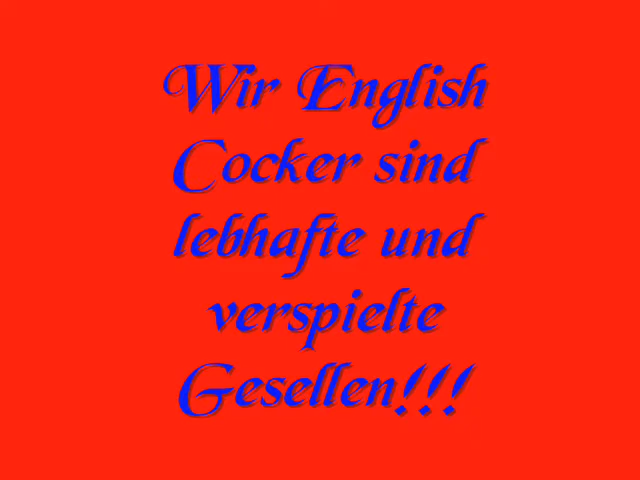 Wir English
Cocker sind
lebhafte und
verspielte
Gesellen!!!